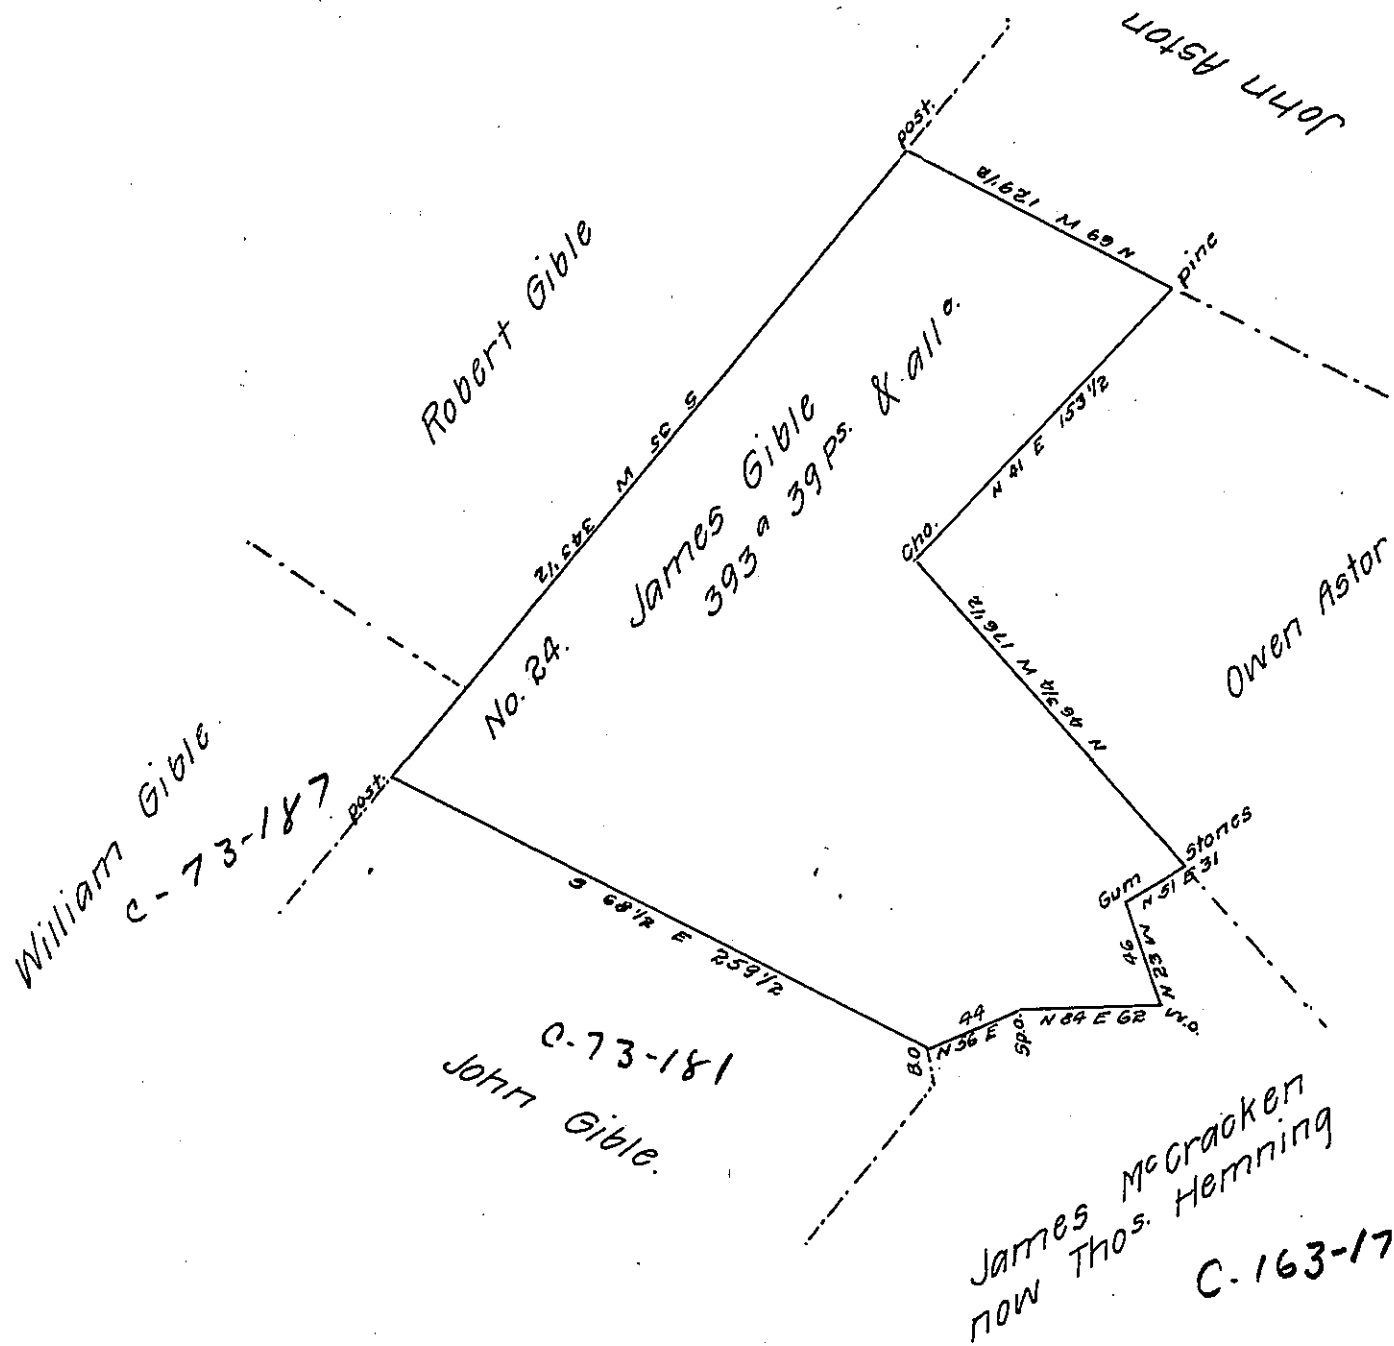 John Aston
post.
N 69 W 129 1/2
pine
Robert Gible
S 35 W 343 1/2
James Gible
393 a 39 Ps. & all e.
No. 24.
N 41 E 153 1/2
Cho.
N 46 3/4 W 176 1/2
Owen Astor
William Gible.
C-73-187
post.
Stones
N 51 E 31
Gum
N 23 W
46
W.O.
S 68 1/2 E 259 1/2
44
N 56 E
N 84 E 62
Sp.o.
B.O
C-73-181
John Gible.
James McCracken
now Thos. Hemning
C-163-17